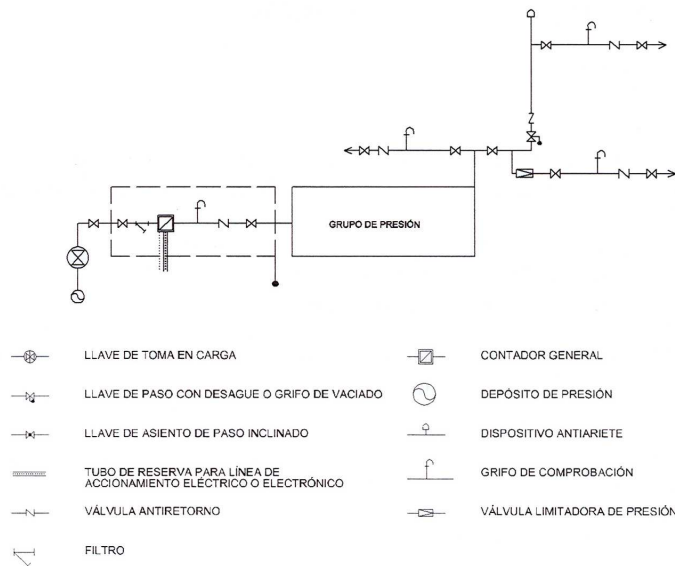 GRUPO DE PRESIÓN
LLAVE DE TOMA EN CARGA
LLAVE DE PASO CON DESAGUE O GRIFO DE VACIADO
LLAVE DE ASIENTO DE PASO INCLINADO
TUBO DE RESERVA PARA LÍNEA DE
ACCIONAMIENTO ELÉCTRICO O ELECTRÓNICO
VÁLVULA ANTIRETORNO
FILTRO
CONTADOR GENERAL
DEPÓSITO DE PRESIÓN
DISPOSITIVO ANTIARIETE
GRIFO DE COMPROBACIÓN
VÁLVULA LIMITADORA DE PRESIÓN